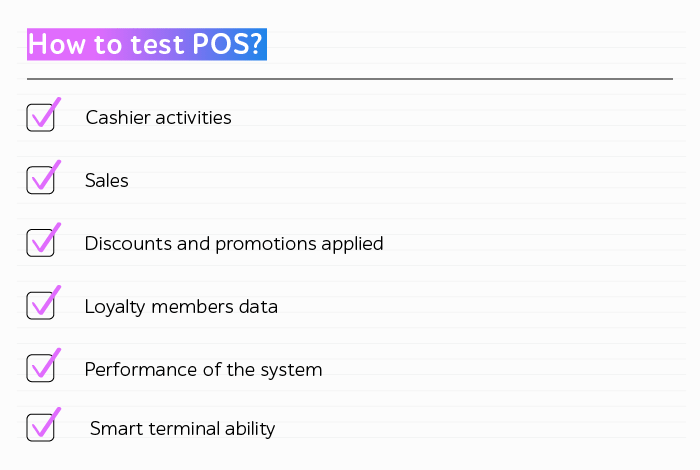 How to test POS?
Cashier activities
Sales
Discounts and promotions applied
Loyalty members data
Performance of the system
Smart terminal ability